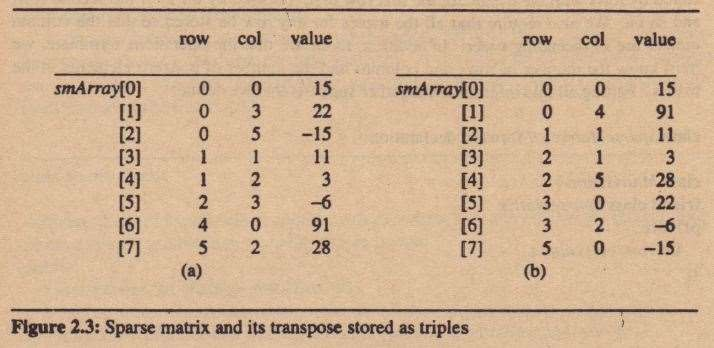 row col value row col value
smArray[0] 0 0 15 smArray[0] 0 0 15
[1] 0 3 22 [1] 0 4 91
[2] 0 5 –15 [2] 1 1 11
[3] 1 1 11 [3] 2 1 3
[4] 1 2 3 [4] 2 5 28
[5] 2 3 –6 [5] 3 0 22
[6] 4 0 91 [6] 3 2 –6
[7] 5 2 28 [7] 5 0 –15
(a) (b)
Figure 2.3: Sparse matrix and its transpose stored as triples